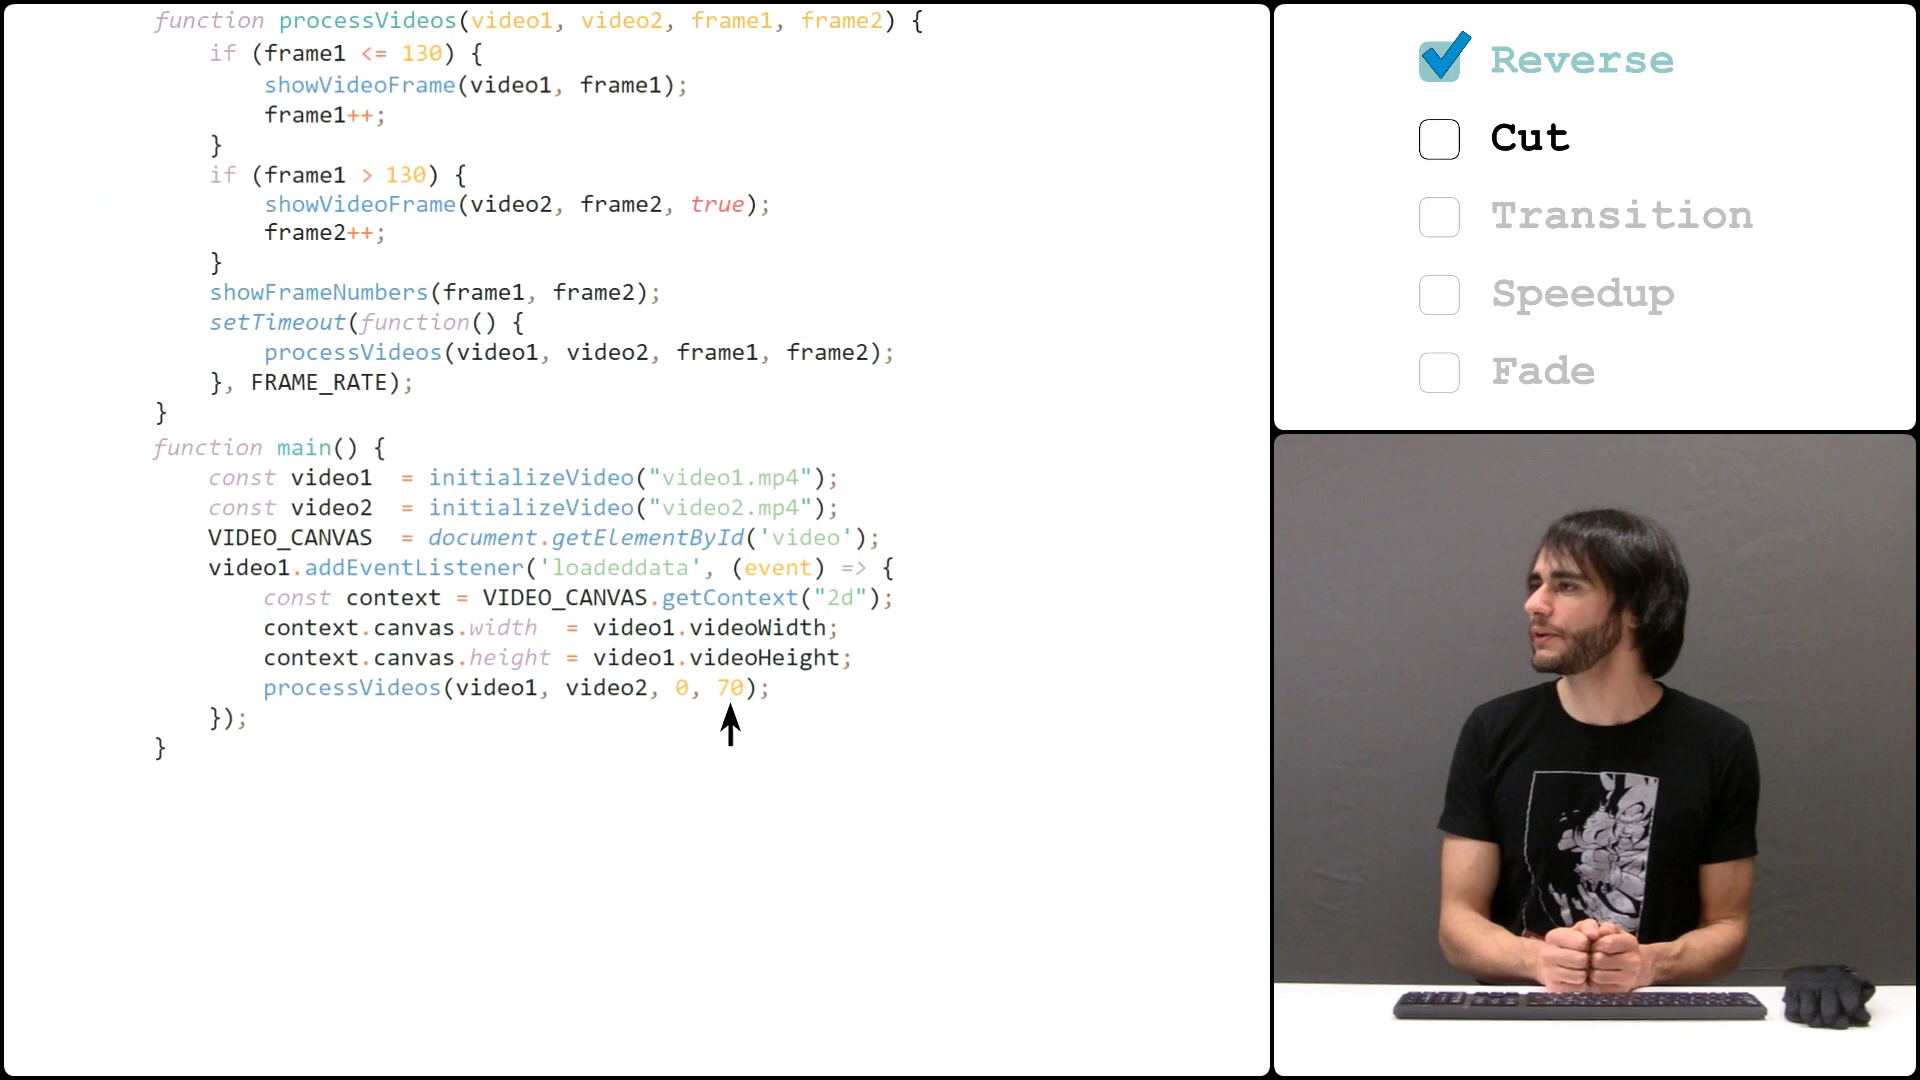 function processVideos(video1, video2, frame1, frame2) {
if (frame1 <= 130) {
showVideoFrame(video1, frame1);
frame1++;
}
if (frame1 > 130) {
showVideoFrame(video2, frame2, true);
frame2++;
}
showFrameNumbers(frame1, frame2);
setTimeout(function() {
processVideos(video1, video2, frame1, frame2);
}, FRAME_RATE);
}
function main() {
const video1 = initializeVideo("video1.mp4");
const video2 = initializeVideo("video2.mp4");
VIDEO_CANVAS = document.getElementById('video');
video1.addEventListener('loadeddata', (event) => {
const context = VIDEO_CANVAS.getContext("2d");
context.canvas.width = video1.videoWidth;
context.canvas.height = video1.videoHeight;
processVideos(video1, video2, 0, 70);
});
}
Reverse
Cut
Transition
Speedup
Fade